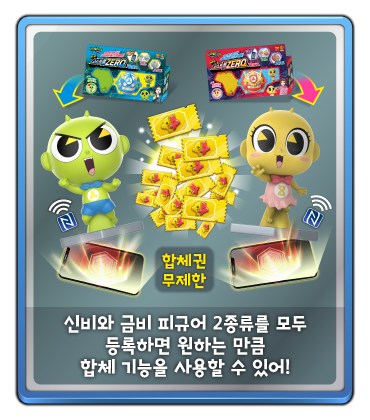 ZERO
ZERO
N
N
합체권
무제한
신비와 금비 피규어 2종류를 모두
등록하면 원하는 만큼
합체 기능을 사용할 수 있어!